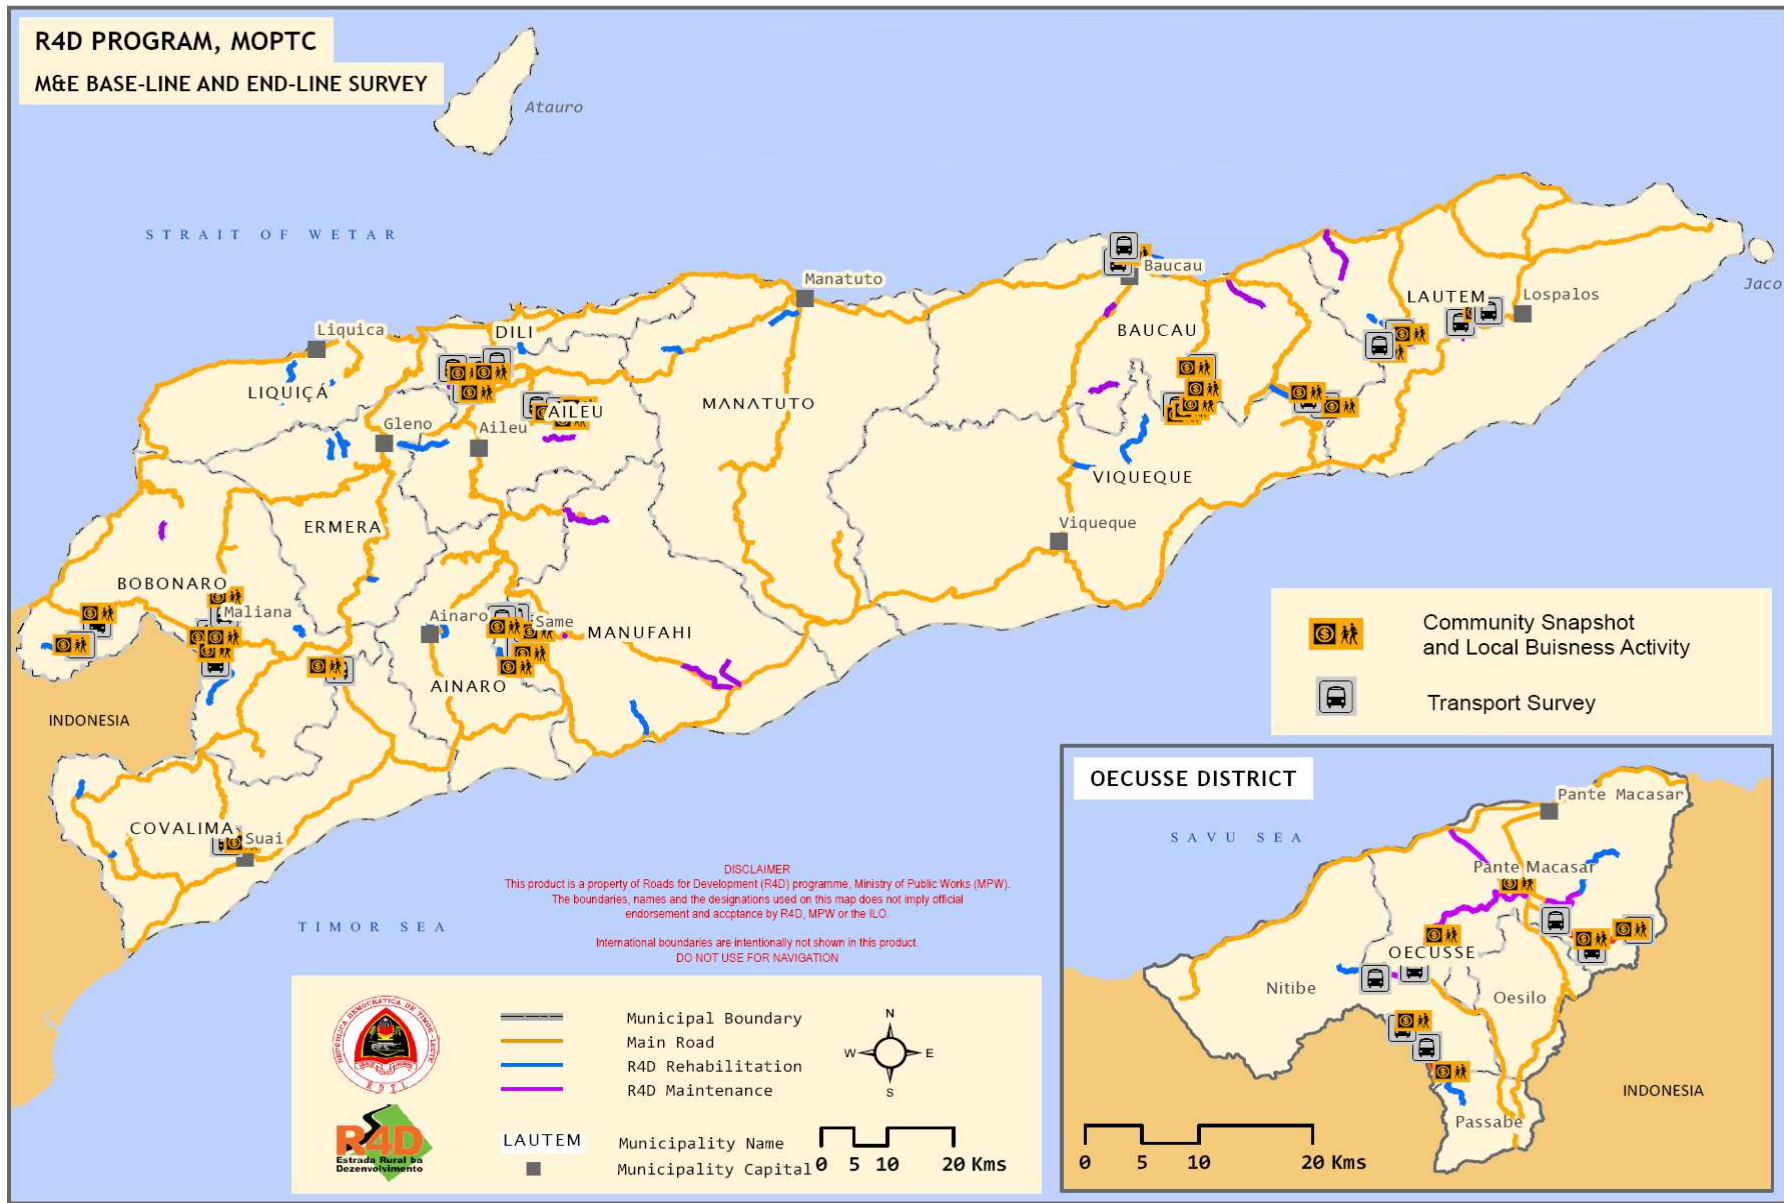 R4D PROGRAM, MOPTC
M&E BASE-LINE AND END-LINE SURVEY
Atauro
STRAIT OF WETAR
Manatuto
Baucau
Jaco
LAUTEM
Lospalos
Liquica
DILI
BAUCAU
LIQUIÇÁ
MANATUTO
AILEU
Gleno
Aileu
VIQUEQUE
ERMERA
Viqueque
BOBONARO
Maliana
Ainaro
Same
MANUFAHI
AINARO
INDONESIA
COVALIMA
Suai
TIMOR SEA
Community Snapshot
and Local Buisness Activity
Transport Survey
DISCLAIMER
This product is a property of Roads for Development (R4D) programme, Ministry of Public Works (MPW).
The boundaries, names and the designations used on this map does not imply official
endorsement and accptance by R4D, MPW or the ILO.
International boundaries are intentionally not shown in this product.
DO NOT USE FOR NAVIGATION
OECUSSE DISTRICT
Pante Macasar
SAVU SEA
Pante Macasar
OECUSSE
Nitibe
Oesilo
INDONESIA
Passabe
0 5 10 20 Kms
REPÚBLICA DEMOCRÁTICA DE TIMOR-LESTE
RDTL
Municipal Boundary
Main Road
R4D Rehabilitation
R4D Maintenance
N
W E
S
R4D
Estrada Rural ba
Dezenvolvimento
LAUTEM Municipality Name
Municipality Capital
0 5 10 20 Kms